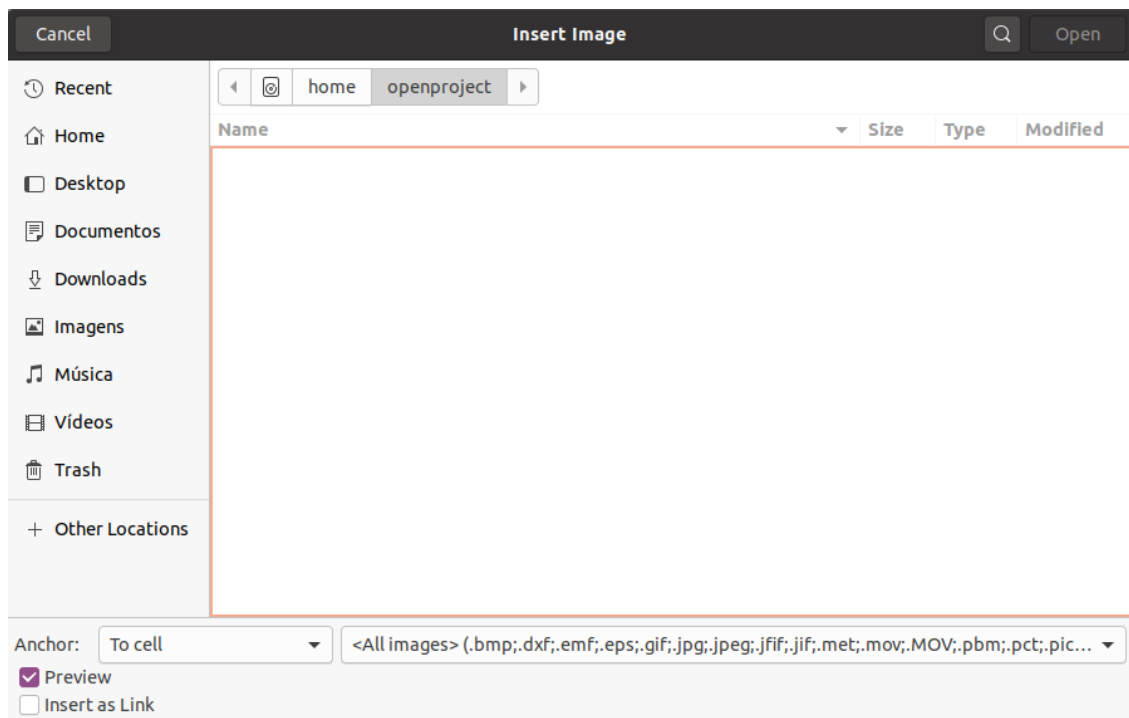 Cancel Insert Image Open
Recent
Home
Desktop
Documentos
Downloads
Imagens
Música
Vídeos
Trash
Other Locations
home openproject
Name Size Type Modified
Anchor: To cell <All images> (.bmp;.dxf;.emf;.eps;.gif;.jpg;.jpeg;.jfif;.jif;.met;.mov;.MOV;.pbm;.pct;.pic...
Preview
Insert as Link